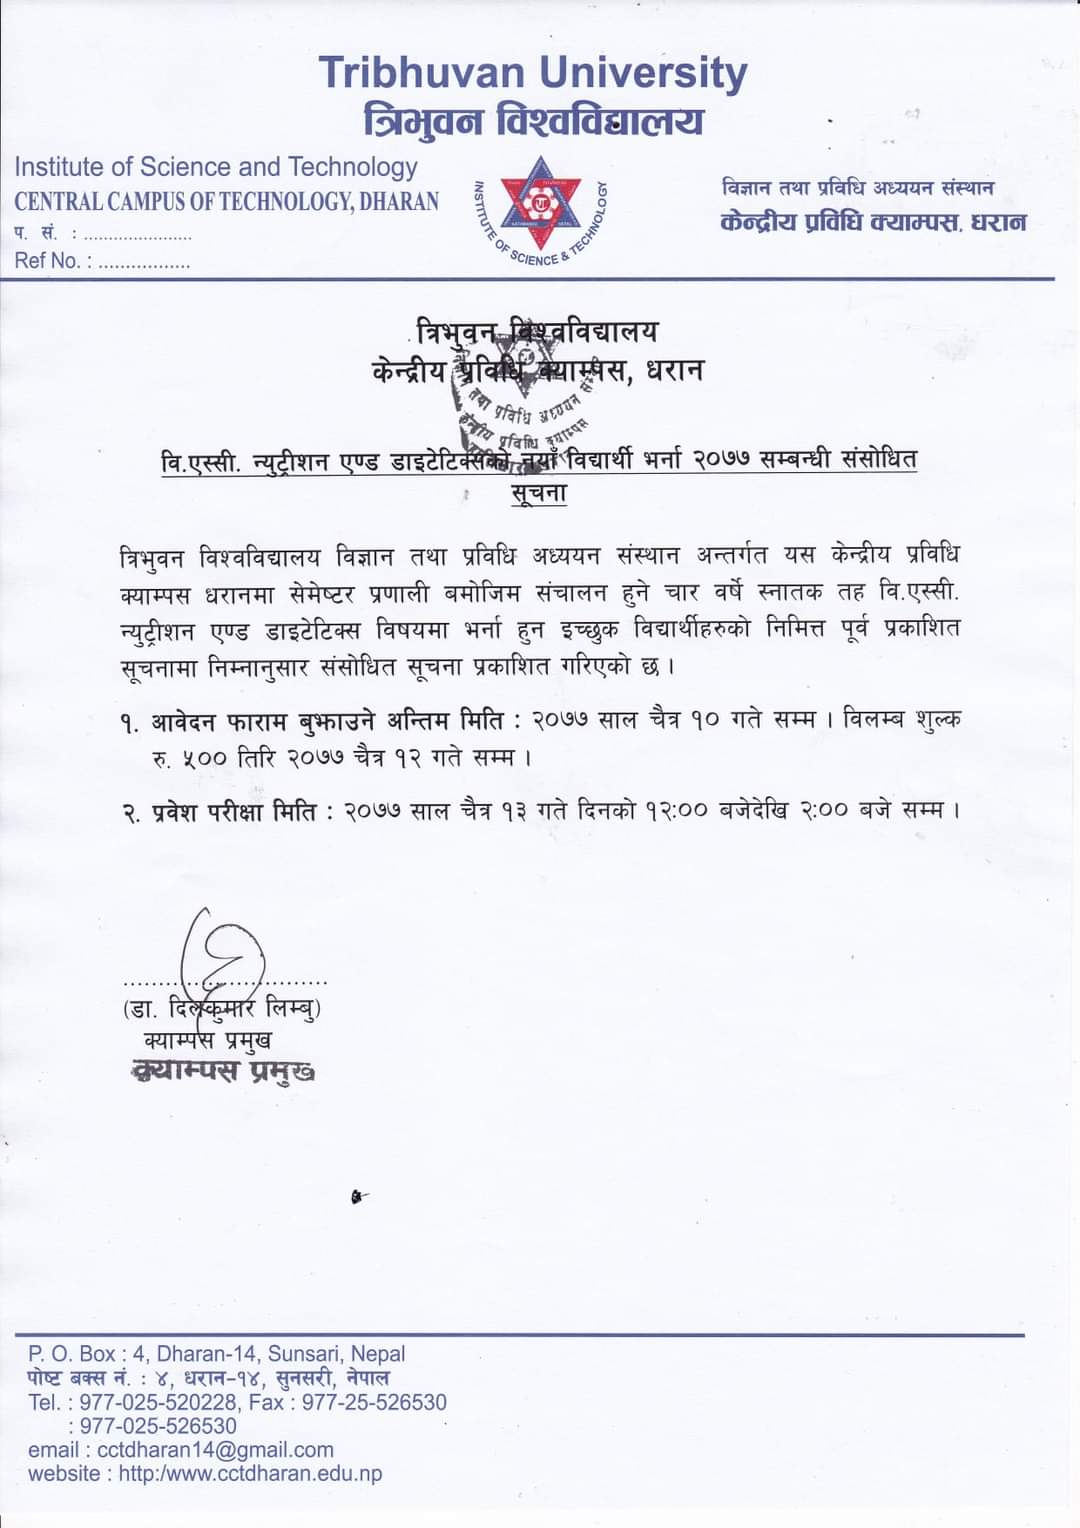 Tribhuvan University
त्रिभुवन विश्वविद्यालय
Institute of Science and Technology
CENTRAL CAMPUS OF TECHNOLOGY, DHARAN
प. सं. : ......................
Ref No. : .................
INSTITUTE OF SCIENCE & TECHNOLOGY
विज्ञान तथा प्रविधि अध्ययन संस्थान
केन्द्रीय प्रविधि क्याम्पस, धरान
त्रिभुवन विश्वविद्यालय
केन्द्रीय प्रविधि क्याम्पस, धरान
तथा प्रविधि अध्ययन
केन्द्रीय प्रविधि क्याम्पस
वि.एस्सी. न्युट्रीशन एण्ड डाइटेटिक्सको नयाँ विद्यार्थी भर्ना २०७७ सम्बन्धी संसोधित
सूचना
त्रिभुवन विश्वविद्यालय विज्ञान तथा प्रविधि अध्ययन संस्थान अन्तर्गत यस केन्द्रीय प्रविधि
क्याम्पस धरानमा सेमेष्टर प्रणाली बमोजिम संचालन हुने चार वर्षे स्नातक तह वि.एस्सी.
न्युट्रीशन एण्ड डाइटेटिक्स विषयमा भर्ना हुन इच्छुक विद्यार्थीहरुको निमित्त पूर्व प्रकाशित
सूचनामा निम्नानुसार संसोधित सूचना प्रकाशित गरिएको छ ।
१. आवेदन फाराम बुझाउने अन्तिम मिति : २०७७ साल चैत्र १० गते सम्म । विलम्ब शुल्क
रु. ५०० तिरि २०७७ चैत्र १२ गते सम्म ।
२. प्रवेश परीक्षा मिति : २०७७ साल चैत्र १३ गते दिनको १२:०० बजेदेखि २:०० बजे सम्म ।
..............................
(डा. दिलकुमार लिम्बु)
क्याम्पस प्रमुख
क्याम्पस प्रमुख
P. O. Box : 4, Dharan-14, Sunsari, Nepal
पोष्ट बक्स नं. : ४, धरान-१४, सुनसरी, नेपाल
Tel. : 977-025-520228, Fax : 977-25-526530
: 977-025-526530
email : cctdharan14@gmail.com
website : http:/www.cctdharan.edu.np